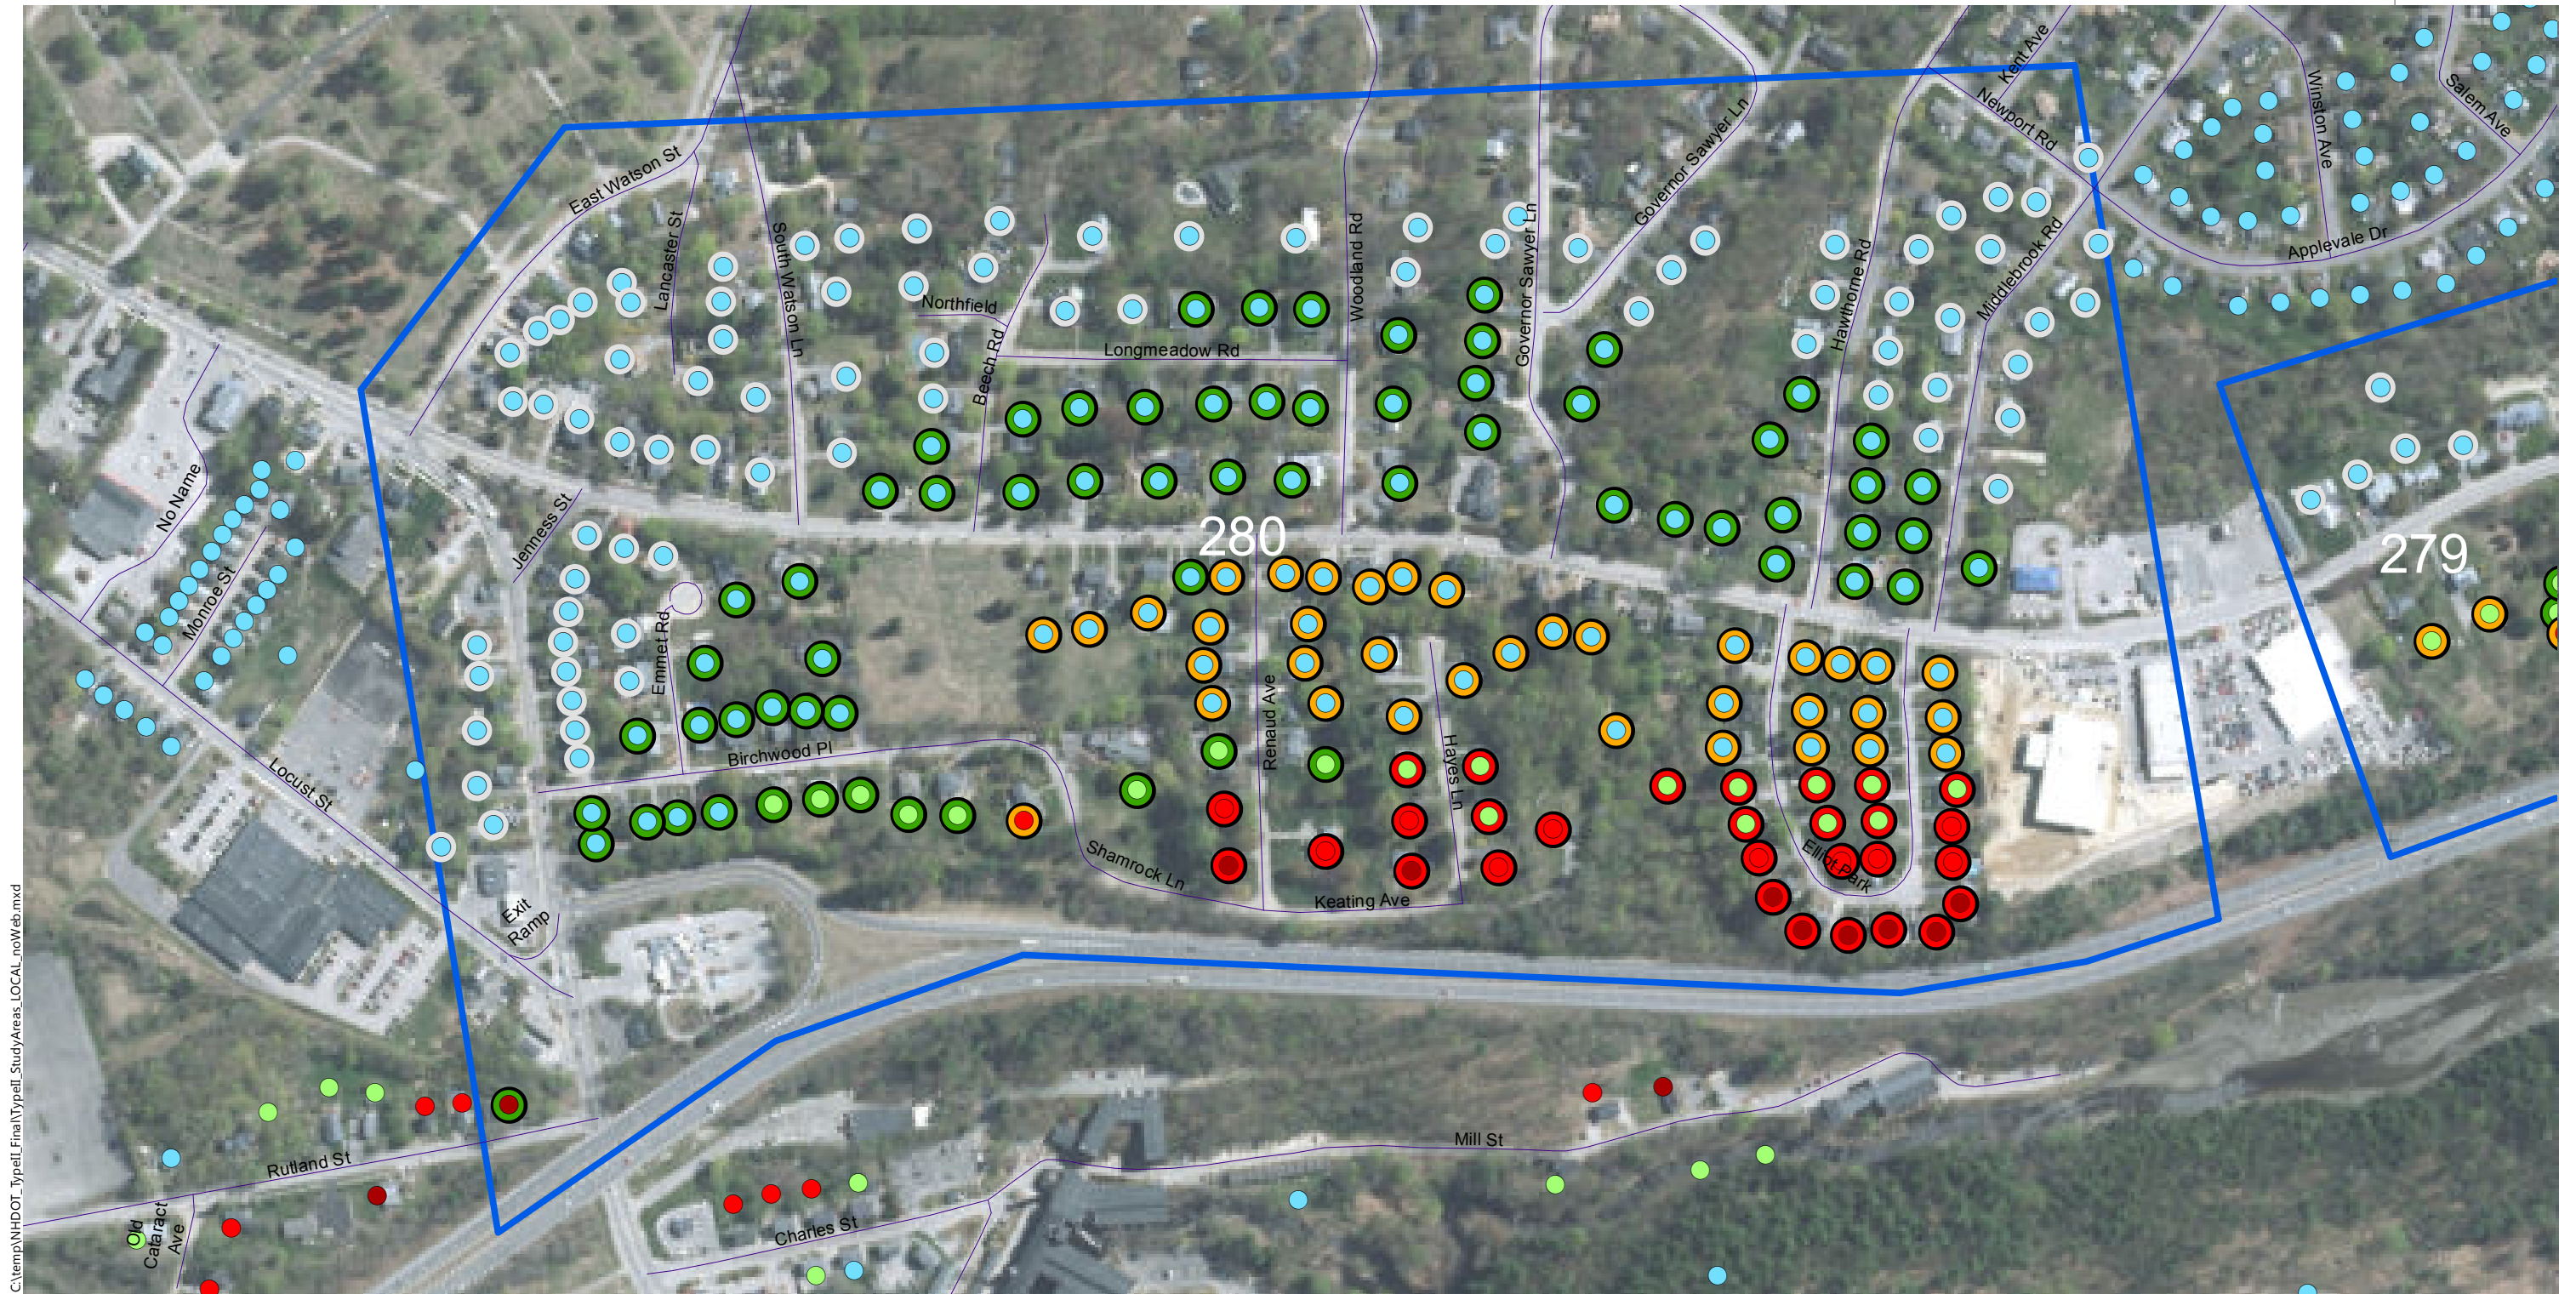 Kent Ave
Newport Rd
Winston Ave
Salem Ave
East Watson St
Governor Sawyer Ln
Lancaster St
South Watson Ln
Woodland Rd
Governor Sawyer Ln
Hawthorne Rd
Middlebrook Rd
Applevale Dr
Northfield
Beech Rd
Longmeadow Rd
No Name
Jenness St
280
279
Monroe St
Emmet Rd
Renaud Ave
Hayes Ln
Birchwood Pl
Locust St
Shamrock Ln
Elliot Park
Keating Ave
Exit
Ramp
Mill St
Rutland St
Old
Cataract
Ave
Charles St
C:\temp\NHDOT_TypeII_Final\TypeII_StudyAreas_LOCAL_noWeb.mxd